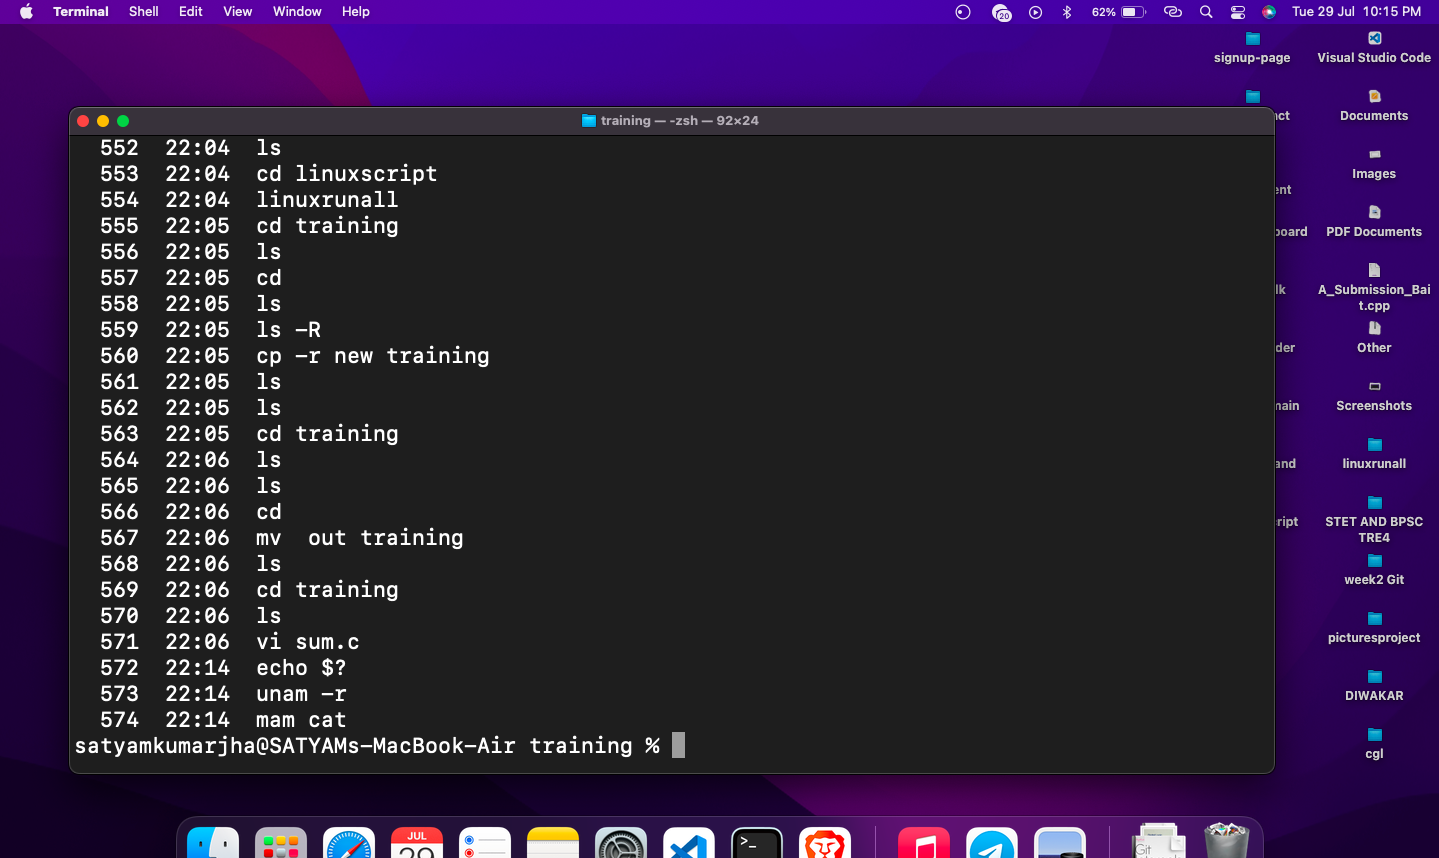 Terminal Shell Edit View Window Help 20 62% Tue 29 Jul 10:15 PM
signup-page Visual Studio Code
nct Documents
Images
ent
board PDF Documents
lk A_Submission_Bai
t.cpp
der Other
main Screenshots
and linuxrunall
cript STET AND BPSC
TRE4
week2 Git
picturesproject
DIWAKAR
cgl
training — -zsh — 92×24
552 22:04 ls
553 22:04 cd linuxscript
554 22:04 linuxrunall
555 22:05 cd training
556 22:05 ls
557 22:05 cd
558 22:05 ls
559 22:05 ls -R
560 22:05 cp -r new training
561 22:05 ls
562 22:05 ls
563 22:05 cd training
564 22:06 ls
565 22:06 ls
566 22:06 cd
567 22:06 mv  out training
568 22:06 ls
569 22:06 cd training
570 22:06 ls
571 22:06 vi sum.c
572 22:14 echo $?
573 22:14 unam -r
574 22:14 mam cat
satyamkumarjha@SATYAMs-MacBook-Air training %
JUL
29
>_
Git